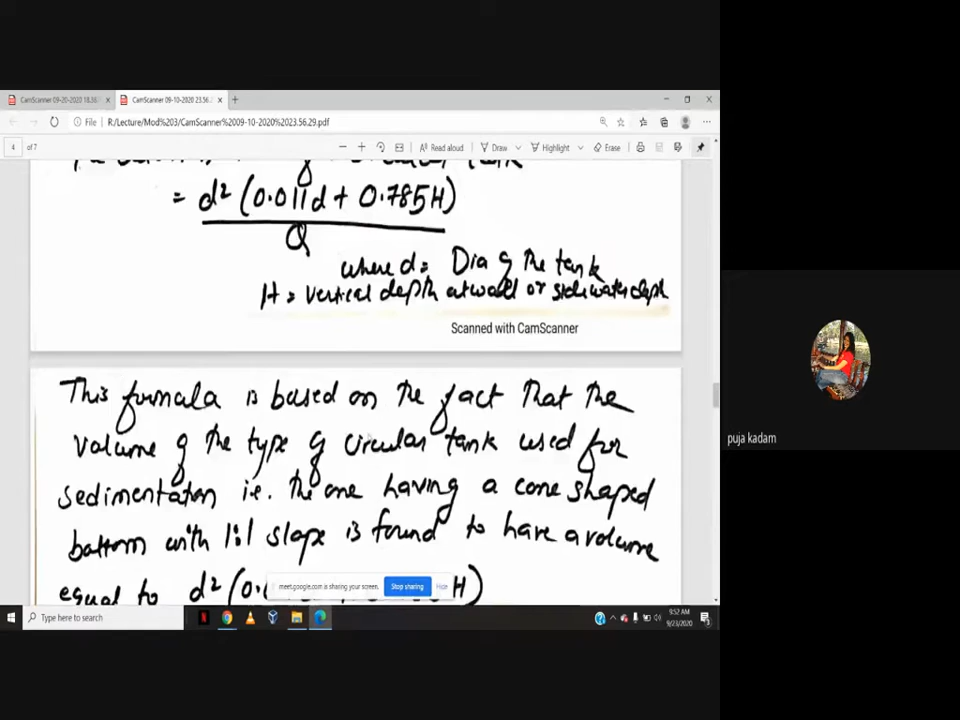 CamScanner 09-20-2020 18.36
CamScanner 09-10-2020 23.56.2
File R:/Lecture/Mod%203/CamScanner%2009-10-2020%2023.56.29.pdf
4 of 7 Read aloud Draw Highlight Erase
circular tank
= d² (0.011d + 0.785H)
Q
where d = Dia of the tank
H = vertical depth at wall or side water depth
Scanned with CamScanner
This formula is based on the fact that the
volume of the type of circular tank used for
sedimentation i.e. the one having a cone shaped
bottom with 1:1 slope is found to have a volume
equal to d² (0.0 H)
meet.google.com is sharing your screen. Stop sharing Hide
Type here to search
9:52 AM
9/23/2020
puja kadam